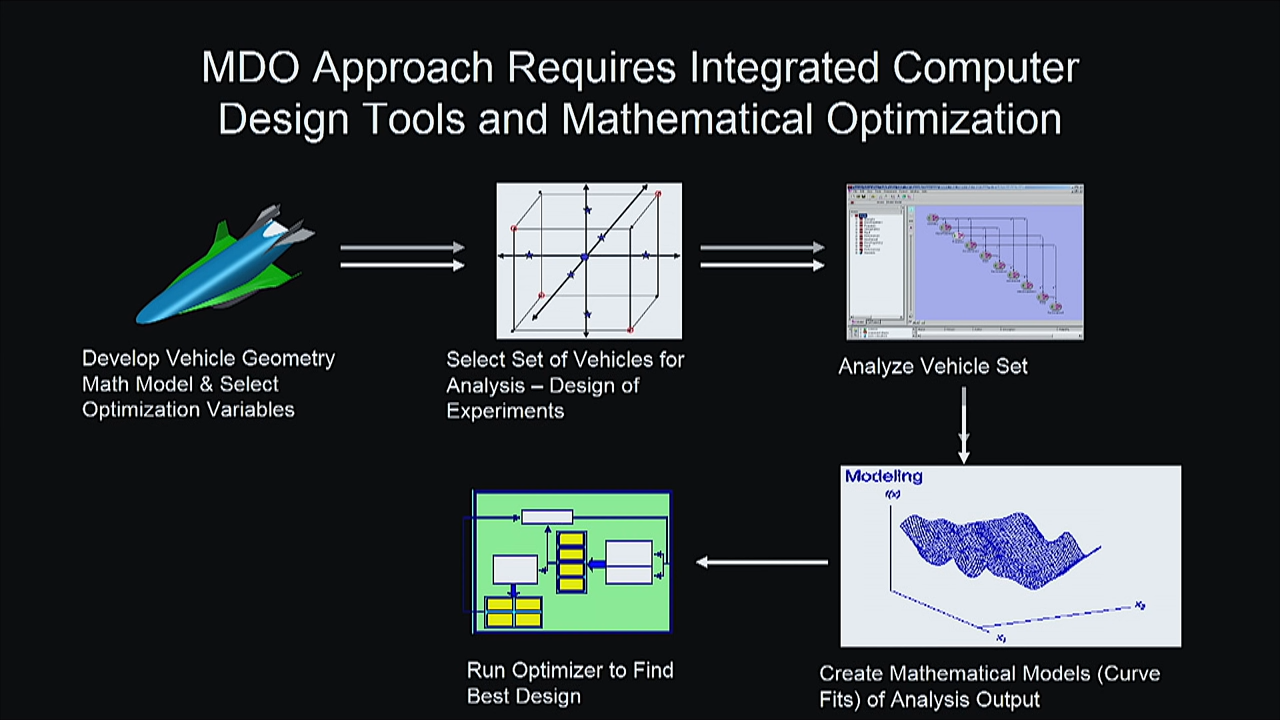 MDO Approach Requires Integrated Computer
Design Tools and Mathematical Optimization
Develop Vehicle Geometry
Math Model & Select
Optimization Variables
Select Set of Vehicles for
Analysis – Design of
Experiments
Analyze Vehicle Set
Modeling
f(x)
x₂
x₁
Run Optimizer to Find
Best Design
Create Mathematical Models (Curve
Fits) of Analysis Output